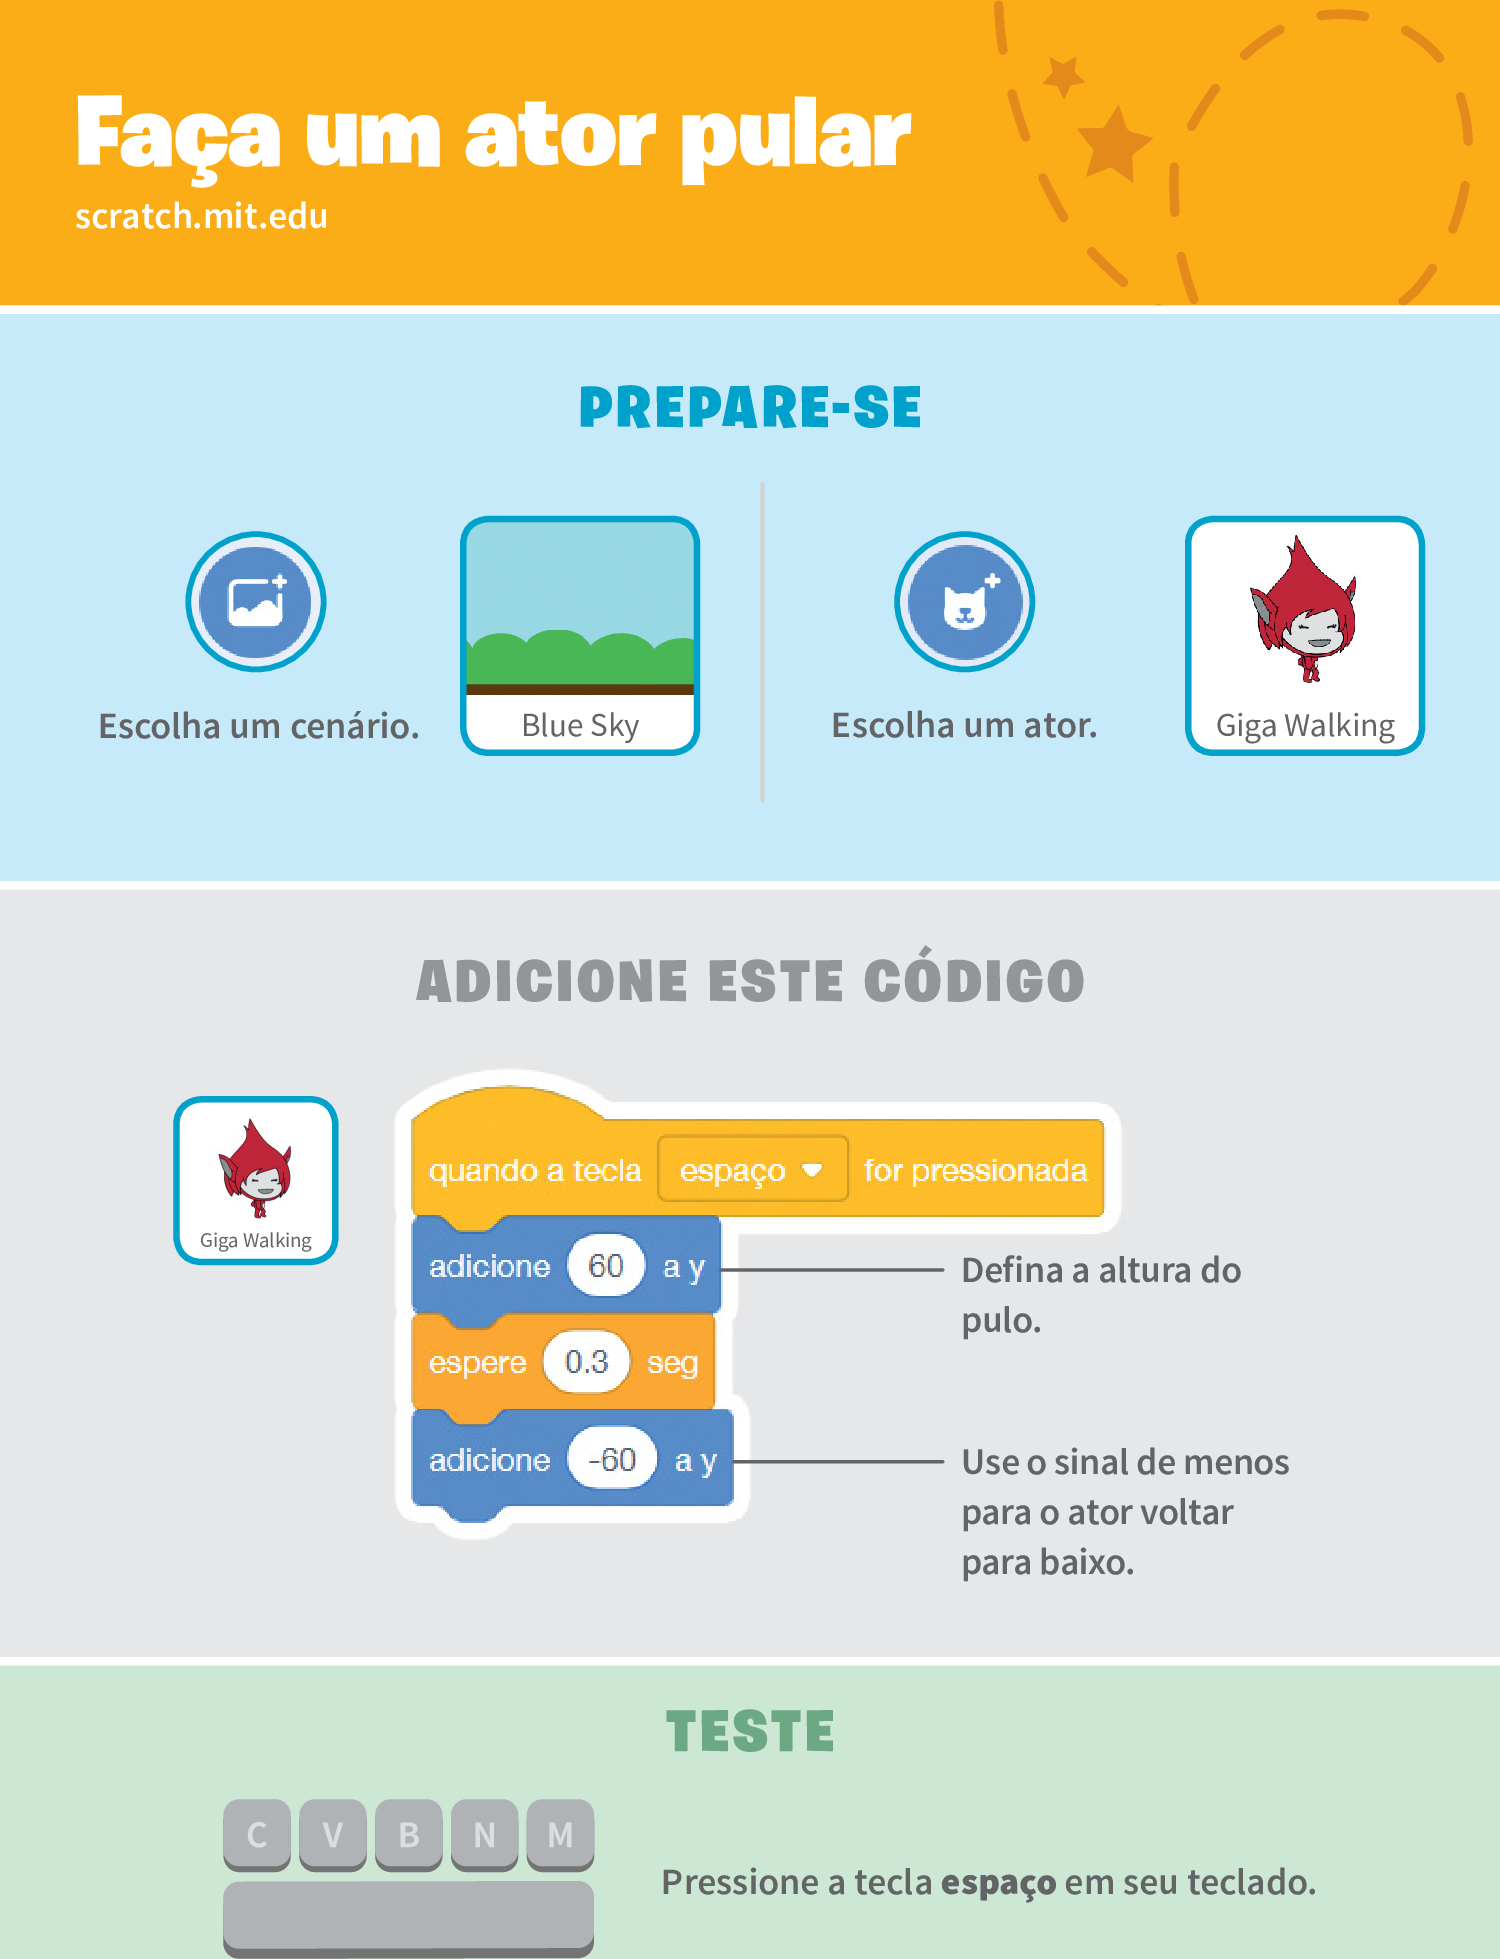 Faça um ator pular
scratch.mit.edu
PREPARE-SE
Escolha um cenário.
Blue Sky
Escolha um ator.
Giga Walking
ADICIONE ESTE CÓDIGO
Giga Walking
quando a tecla espaço for pressionada
adicione 60 a y
Defina a altura do
pulo.
espere 0.3 seg
adicione -60 a y
Use o sinal de menos
para o ator voltar
para baixo.
TESTE
C V B N M
Pressione a tecla espaço em seu teclado.